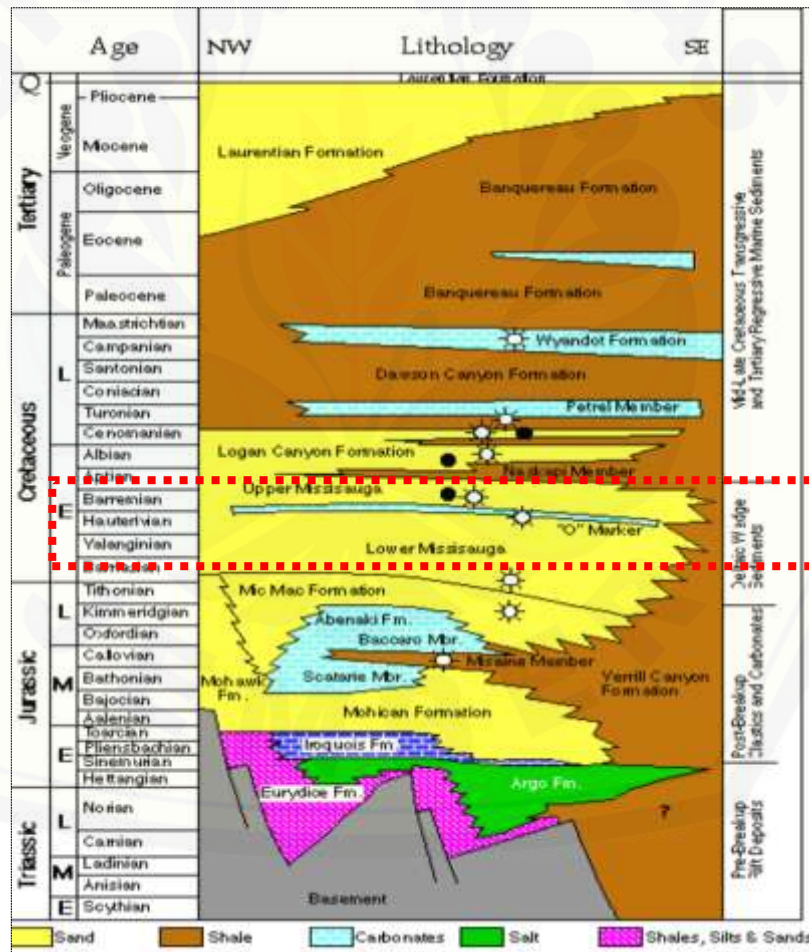 Age NW Lithology SE
Laurentian Formation
Q
Tertiary
Neogene
Paleogene
Pliocene
Miocene
Oligocene
Eocene
Paleocene
Laurentian Formation
Banquereau Formation
Banquereau Formation
Cretaceous
L
E
Maastrichtian
Campanian
Santonian
Coniacian
Turonian
Cenomanian
Albian
Aptian
Barremian
Hauterivian
Valanginian
Berriasian
Wyandot Formation
Dawson Canyon Formation
Petrel Member
Logan Canyon Formation
Naskapi Member
Upper Missisauga
"O" Marker
Lower Missisauga
Jurassic
L
M
E
Tithonian
Kimmeridgian
Oxfordian
Callovian
Bathonian
Bajocian
Aalenian
Toarcian
Pliensbachian
Sinemurian
Hettangian
Mic Mac Formation
Abenaki Fm.
Baccaro Mbr.
Misaine Member
Scatarie Mbr.
Mohawk
Fm.
Verrill Canyon
Formation
Mohican Formation
Iroquois Fm
Argo Fm.
Eurydice Fm.
?
Triassic
L
M
E
Norian
Carnian
Ladinian
Anisian
Scythian
Basement
Mid-Late Cretaceous Transgressive
and Tertiary Regressive Marine Sediments
Deltaic Wedge
Sediments
Post-Breakup
Clastics and Carbonates
Pre-Breakup
Rift Deposits
Sand Shale Carbonates Salt Shales, Silts & Sand